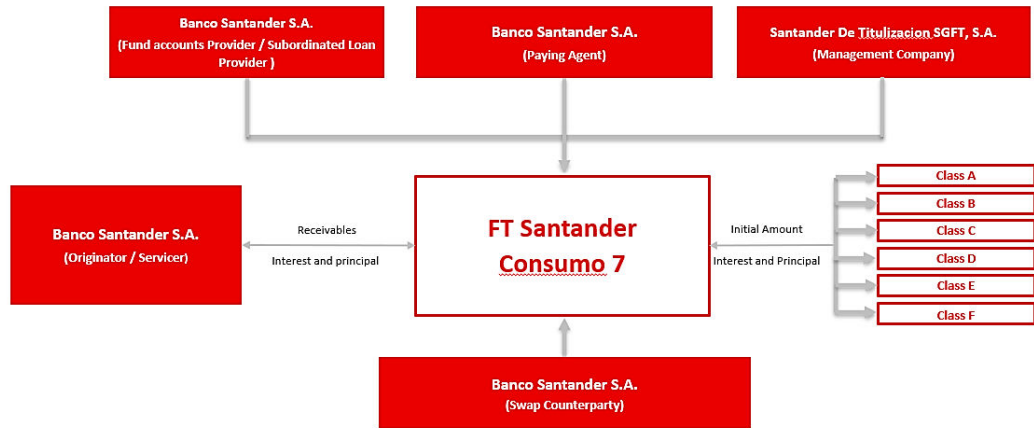 Banco Santander S.A.
(Fund accounts Provider / Subordinated Loan
Provider )
Banco Santander S.A.
(Paying Agent)
Santander De Titulizacion SGFT, S.A.
(Management Company)
Banco Santander S.A.
(Originator / Servicer)
Receivables
Interest and principal
FT Santander
Consumo 7
Initial Amount
Interest and Principal
Class A
Class B
Class C
Class D
Class E
Class F
Banco Santander S.A.
(Swap Counterparty)